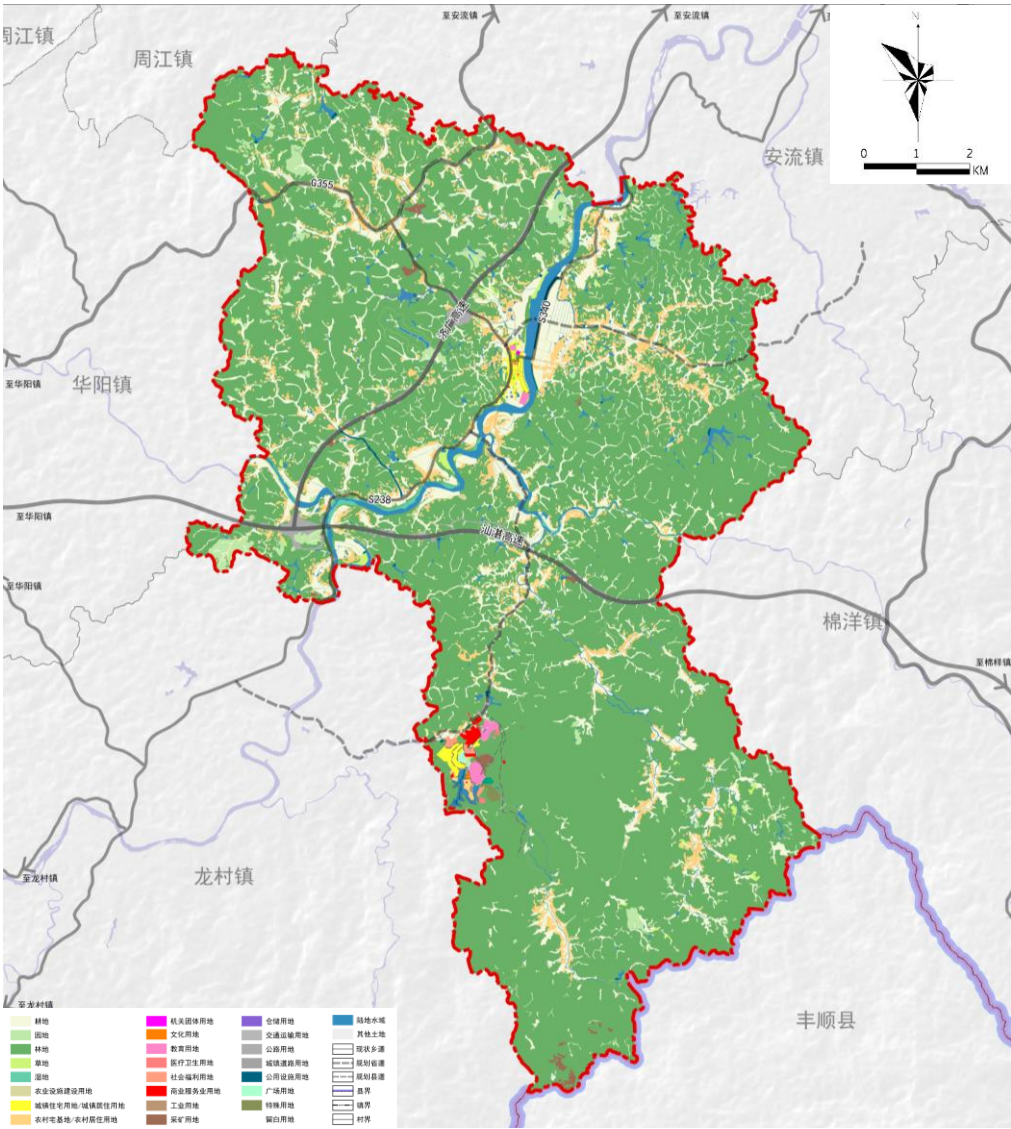 至安流镇
至安流镇
至
N
周江镇
周江镇
安流镇
0 1 2
KM
G355
济广高速
S340
至华阳镇
华阳镇
S238
至华阳镇
汕湛高速
至华阳镇
棉洋镇
至棉样镇
龙村镇
至龙村镇
至龙村镇
丰顺县
耕地
园地
林地
草地
湿地
农业设施建设用地
城镇住宅用地/城镇居住用地
农村宅基地/农村居住用地
机关团体用地
文化用地
教育用地
医疗卫生用地
社会福利用地
商业服务业用地
工业用地
采矿用地
仓储用地
交通运输用地
公路用地
城镇道路用地
公用设施用地
广场用地
特殊用地
留白用地
陆地水域
其他土地
现状乡道
规划省道
规划县道
县界
镇界
村界